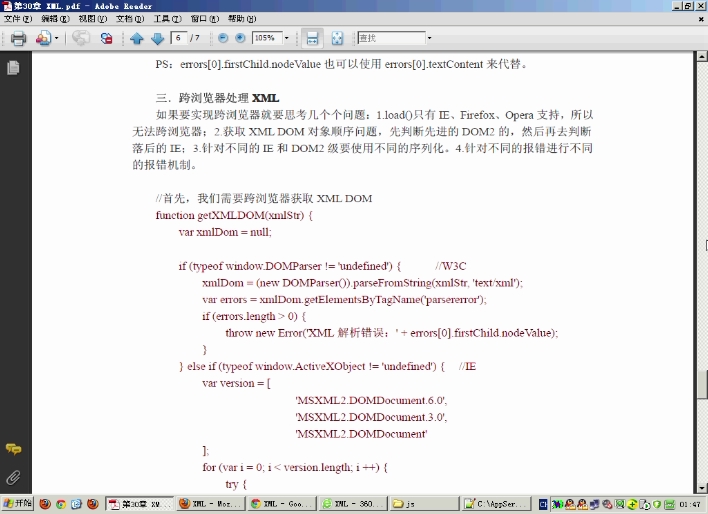 第30章 XML.pdf - Adobe Reader
文件(F) 编辑(E) 视图(V) 文档(D) 工具(T) 窗口(W) 帮助(H)
6 / 7 105% 查找
PS：errors[0].firstChild.nodeValue 也可以使用 errors[0].textContent 来代替。
三．跨浏览器处理 XML
如果要实现跨浏览器就要思考几个个问题：1.load()只有 IE、Firefox、Opera 支持，所以
无法跨浏览器；2.获取 XML DOM 对象顺序问题，先判断先进的 DOM2 的，然后再去判断
落后的 IE；3.针对不同的 IE 和 DOM2 级要使用不同的序列化。4.针对不同的报错进行不同
的报错机制。
//首先，我们需要跨浏览器获取 XML DOM
function getXMLDOM(xmlStr) {
var xmlDom = null;
if (typeof window.DOMParser != 'undefined') { //W3C
xmlDom = (new DOMParser()).parseFromString(xmlStr, 'text/xml');
var errors = xmlDom.getElementsByTagName('parsererror');
if (errors.length > 0) {
throw new Error('XML 解析错误：' + errors[0].firstChild.nodeValue);
}
} else if (typeof window.ActiveXObject != 'undefined') { //IE
var version = [
'MSXML2.DOMDocument.6.0',
'MSXML2.DOMDocument.3.0',
'MSXML2.DOMDocument'
];
for (var i = 0; i < version.length; i ++) {
try {
开始 第30章 XM... XML - Moz... XML - Goo... XML - 360... js C:\AppSer... 01:47